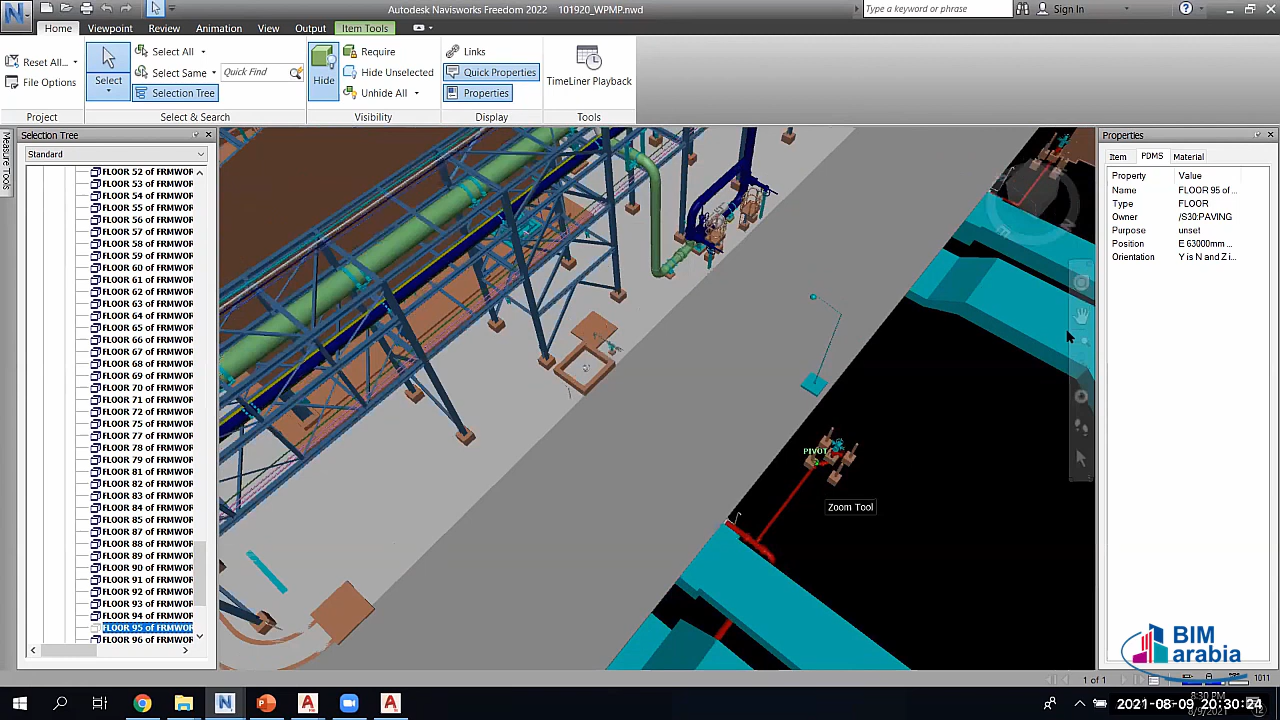 Autodesk Navisworks Freedom 2022 101920_WPMP.nwd
Type a keyword or phrase
Sign In
Home Viewpoint Review Animation View Output Item Tools
Reset All...
File Options
Project
Select
Select All
Select Same
Selection Tree
Quick Find
Select & Search
Hide
Require
Hide Unselected
Unhide All
Visibility
Links
Quick Properties
Properties
Display
TimeLiner Playback
Tools
Measure Tools
Selection Tree
Standard
FLOOR 52 of FRMWOR
FLOOR 53 of FRMWOR
FLOOR 54 of FRMWOR
FLOOR 55 of FRMWOR
FLOOR 56 of FRMWOR
FLOOR 57 of FRMWOR
FLOOR 58 of FRMWOR
FLOOR 59 of FRMWOR
FLOOR 60 of FRMWOR
FLOOR 61 of FRMWOR
FLOOR 62 of FRMWOR
FLOOR 63 of FRMWOR
FLOOR 64 of FRMWOR
FLOOR 65 of FRMWOR
FLOOR 66 of FRMWOR
FLOOR 67 of FRMWOR
FLOOR 68 of FRMWOR
FLOOR 69 of FRMWOR
FLOOR 70 of FRMWOR
FLOOR 71 of FRMWOR
FLOOR 72 of FRMWOR
FLOOR 75 of FRMWOR
FLOOR 77 of FRMWOR
FLOOR 78 of FRMWOR
FLOOR 79 of FRMWOR
FLOOR 81 of FRMWOR
FLOOR 82 of FRMWOR
FLOOR 83 of FRMWOR
FLOOR 84 of FRMWOR
FLOOR 85 of FRMWOR
FLOOR 87 of FRMWOR
FLOOR 88 of FRMWOR
FLOOR 89 of FRMWOR
FLOOR 90 of FRMWOR
FLOOR 91 of FRMWOR
FLOOR 92 of FRMWOR
FLOOR 93 of FRMWOR
FLOOR 94 of FRMWOR
FLOOR 95 of FRMWOR
FLOOR 96 of FRMWOR
PIVOT
Zoom Tool
Properties
Item PDMS Material
Property Value
Name FLOOR 95 of...
Type FLOOR
Owner /S30:PAVING
Purpose unset
Position E 63000mm ...
Orientation Y is N and Z i...
BIM
arabia
1 of 1
1011
2021-08-09 20:30:24